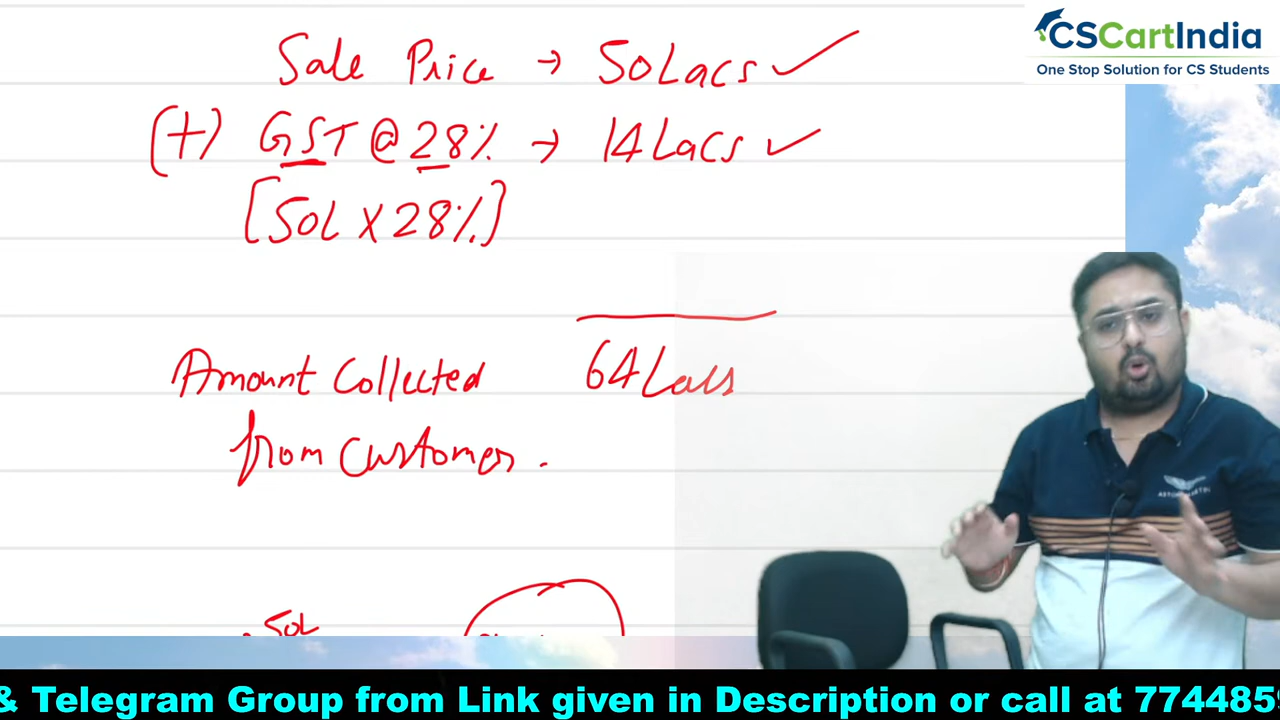 CSCartIndia
One Stop Solution for CS Students
Sale Price → 50Lacs ✓
(+) GST @ 28% → 14Lacs ✓
[50L X 28%]
Amount Collected 64Lacs
from Customer.
50L
& Telegram Group from Link given in Description or call at 774485